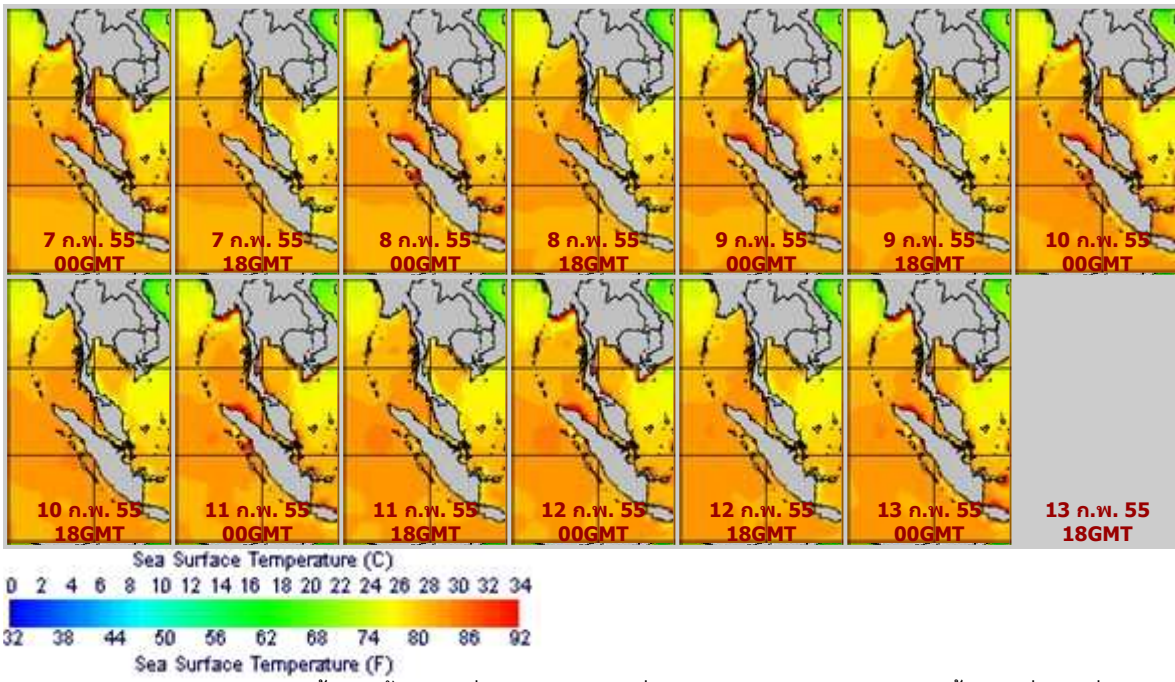 7 ก.พ. 55 7 ก.พ. 55 8 ก.พ. 55 8 ก.พ. 55 9 ก.พ. 55 9 ก.พ. 55 10 ก.พ. 55
00GMT 18GMT 00GMT 18GMT 00GMT 18GMT 00GMT
10 ก.พ. 55 11 ก.พ. 55 11 ก.พ. 55 12 ก.พ. 55 12 ก.พ. 55 13 ก.พ. 55 13 ก.พ. 55
18GMT 00GMT 18GMT 00GMT 18GMT 00GMT 18GMT
Sea Surface Temperature (C)
0 2 4 6 8 10 12 14 16 18 20 22 24 26 28 30 32 34
32 38 44 50 56 62 68 74 80 86 92
Sea Surface Temperature (F)